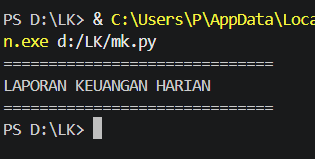 PS D:\LK> & C:\Users\P\AppData\Loca
n.exe d:/LK/mk.py
==============================
LAPORAN KEUANGAN HARIAN
==============================
PS D:\LK>